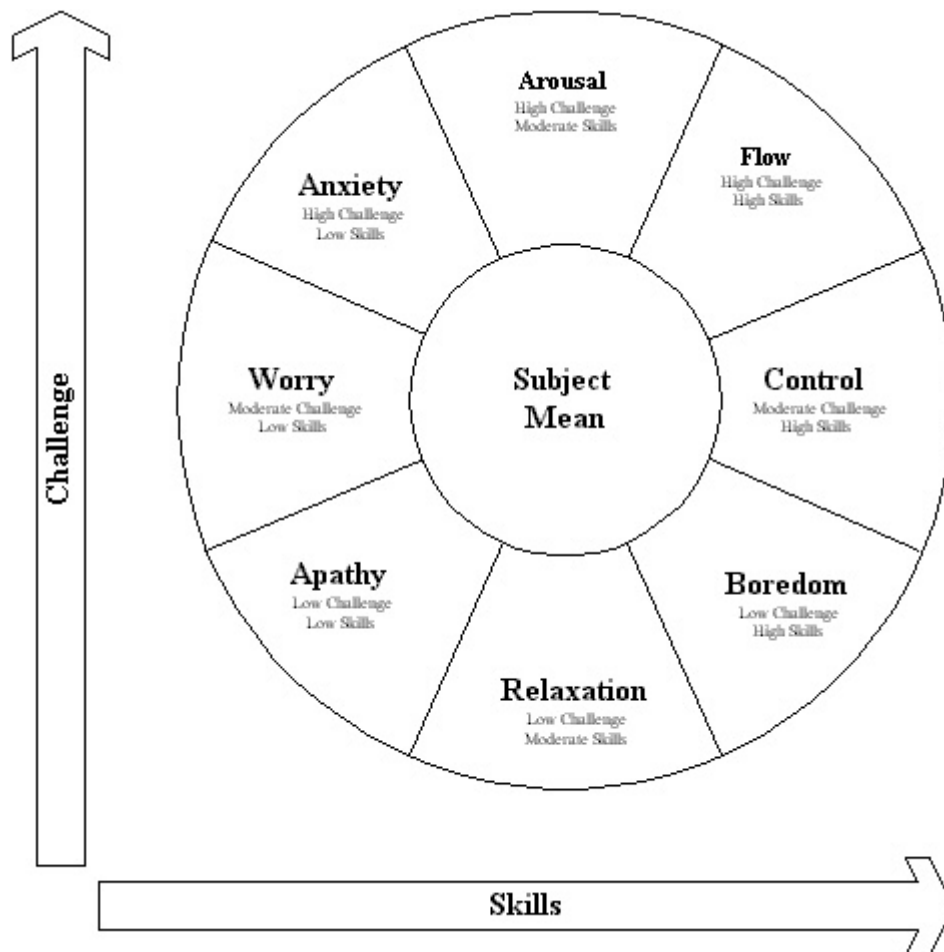 Arousal
High Challenge
Moderate Skills
Flow
High Challenge
High Skills
Anxiety
High Challenge
Low Skills
Worry
Moderate Challenge
Low Skills
Subject
Mean
Control
Moderate Challenge
High Skills
Apathy
Low Challenge
Low Skills
Boredom
Low Challenge
High Skills
Relaxation
Low Challenge
Moderate Skills
Challenge
Skills